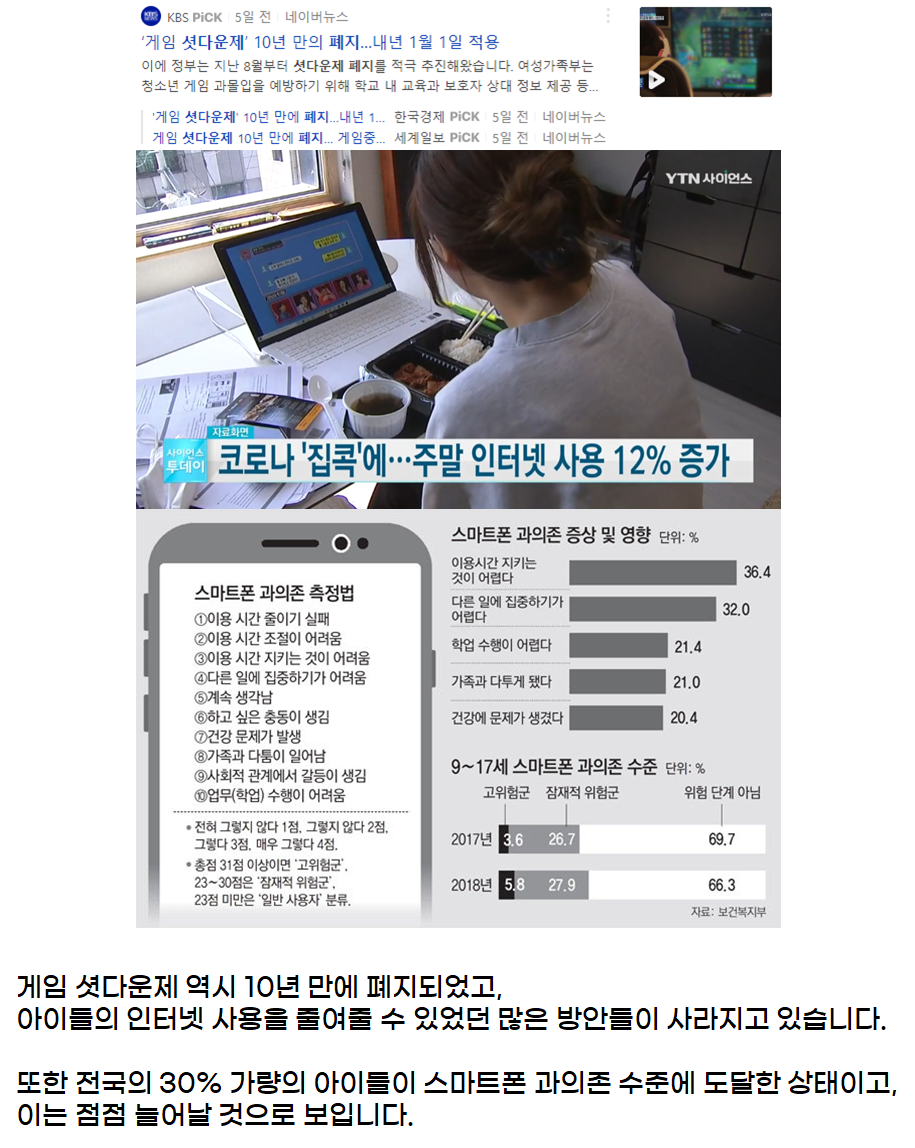 KBS NEWS
KBS PiCK 5일 전 네이버뉴스
'게임 셧다운제' 10년 만의 폐지...내년 1월 1일 적용
이에 정부는 지난 8월부터 셧다운제 폐지를 적극 추진해왔습니다. 여성가족부는
청소년 게임 과몰입을 예방하기 위해 학교 내 교육과 보호자 상대 정보 제공 등...
'게임 셧다운제' 10년 만에 폐지...내년 1... 한국경제 PiCK 5일 전 네이버뉴스
게임 셧다운제 10년 만에 폐지... 게임중... 세계일보 PiCK 5일 전 네이버뉴스
YTN 사이언스
자료화면
사이언스
투데이
코로나 '집콕'에…주말 인터넷 사용 12% 증가
스마트폰 과의존 측정법
①이용 시간 줄이기 실패
②이용 시간 조절이 어려움
③이용 시간 지키는 것이 어려움
④다른 일에 집중하기가 어려움
⑤계속 생각남
⑥하고 싶은 충동이 생김
⑦건강 문제가 발생
⑧가족과 다툼이 일어남
⑨사회적 관계에서 갈등이 생김
⑩업무(학업) 수행이 어려움
• 전혀 그렇지 않다 1점, 그렇지 않다 2점,
그렇다 3점, 매우 그렇다 4점.
• 총점 31점 이상이면 '고위험군',
23~30점은 '잠재적 위험군',
23점 미만은 '일반 사용자' 분류.
스마트폰 과의존 증상 및 영향 단위: %
이용시간 지키는
것이 어렵다 36.4
다른 일에 집중하기가
어렵다 32.0
학업 수행이 어렵다 21.4
가족과 다투게 됐다 21.0
건강에 문제가 생겼다 20.4
9~17세 스마트폰 과의존 수준 단위: %
고위험군 잠재적 위험군 위험 단계 아님
2017년 3.6 26.7 69.7
2018년 5.8 27.9 66.3
자료: 보건복지부
게임 셧다운제 역시 10년 만에 폐지되었고,
아이들의 인터넷 사용을 줄여줄 수 있었던 많은 방안들이 사라지고 있습니다.
또한 전국의 30% 가량의 아이들이 스마트폰 과의존 수준에 도달한 상태이고,
이는 점점 늘어날 것으로 보입니다.